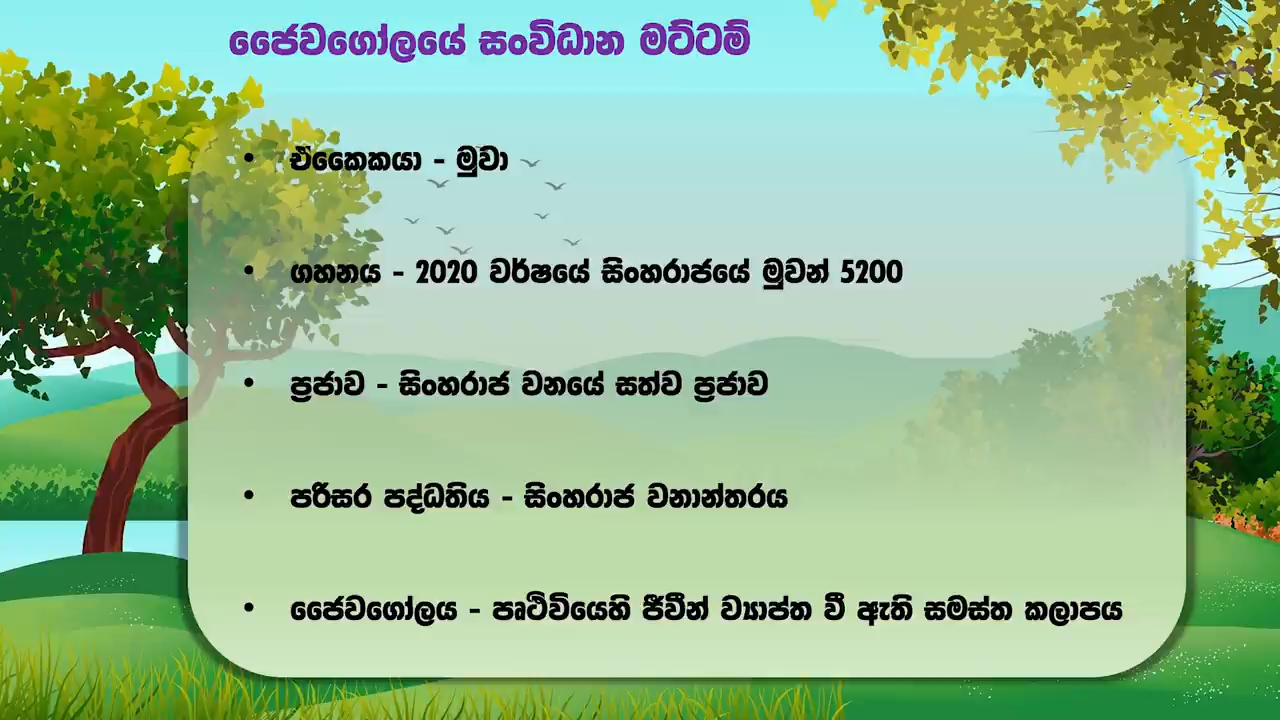 ජෛවගෝලයේ සංවිධාන මට්ටම්
• ඒකෛකයා - මුවා
• ගහනය - 2020 වර්ෂයේ සිංහරාජයේ මුවන් 5200
• ප්‍රජාව - සිංහරාජ වනයේ සත්ව ප්‍රජාව
• පරිසර පද්ධතිය - සිංහරාජ වනාන්තරය
• ජෛවගෝලය - පෘථිවියෙහි ජීවීන් ව්‍යාප්ත වී ඇති සමස්ත කලාපය